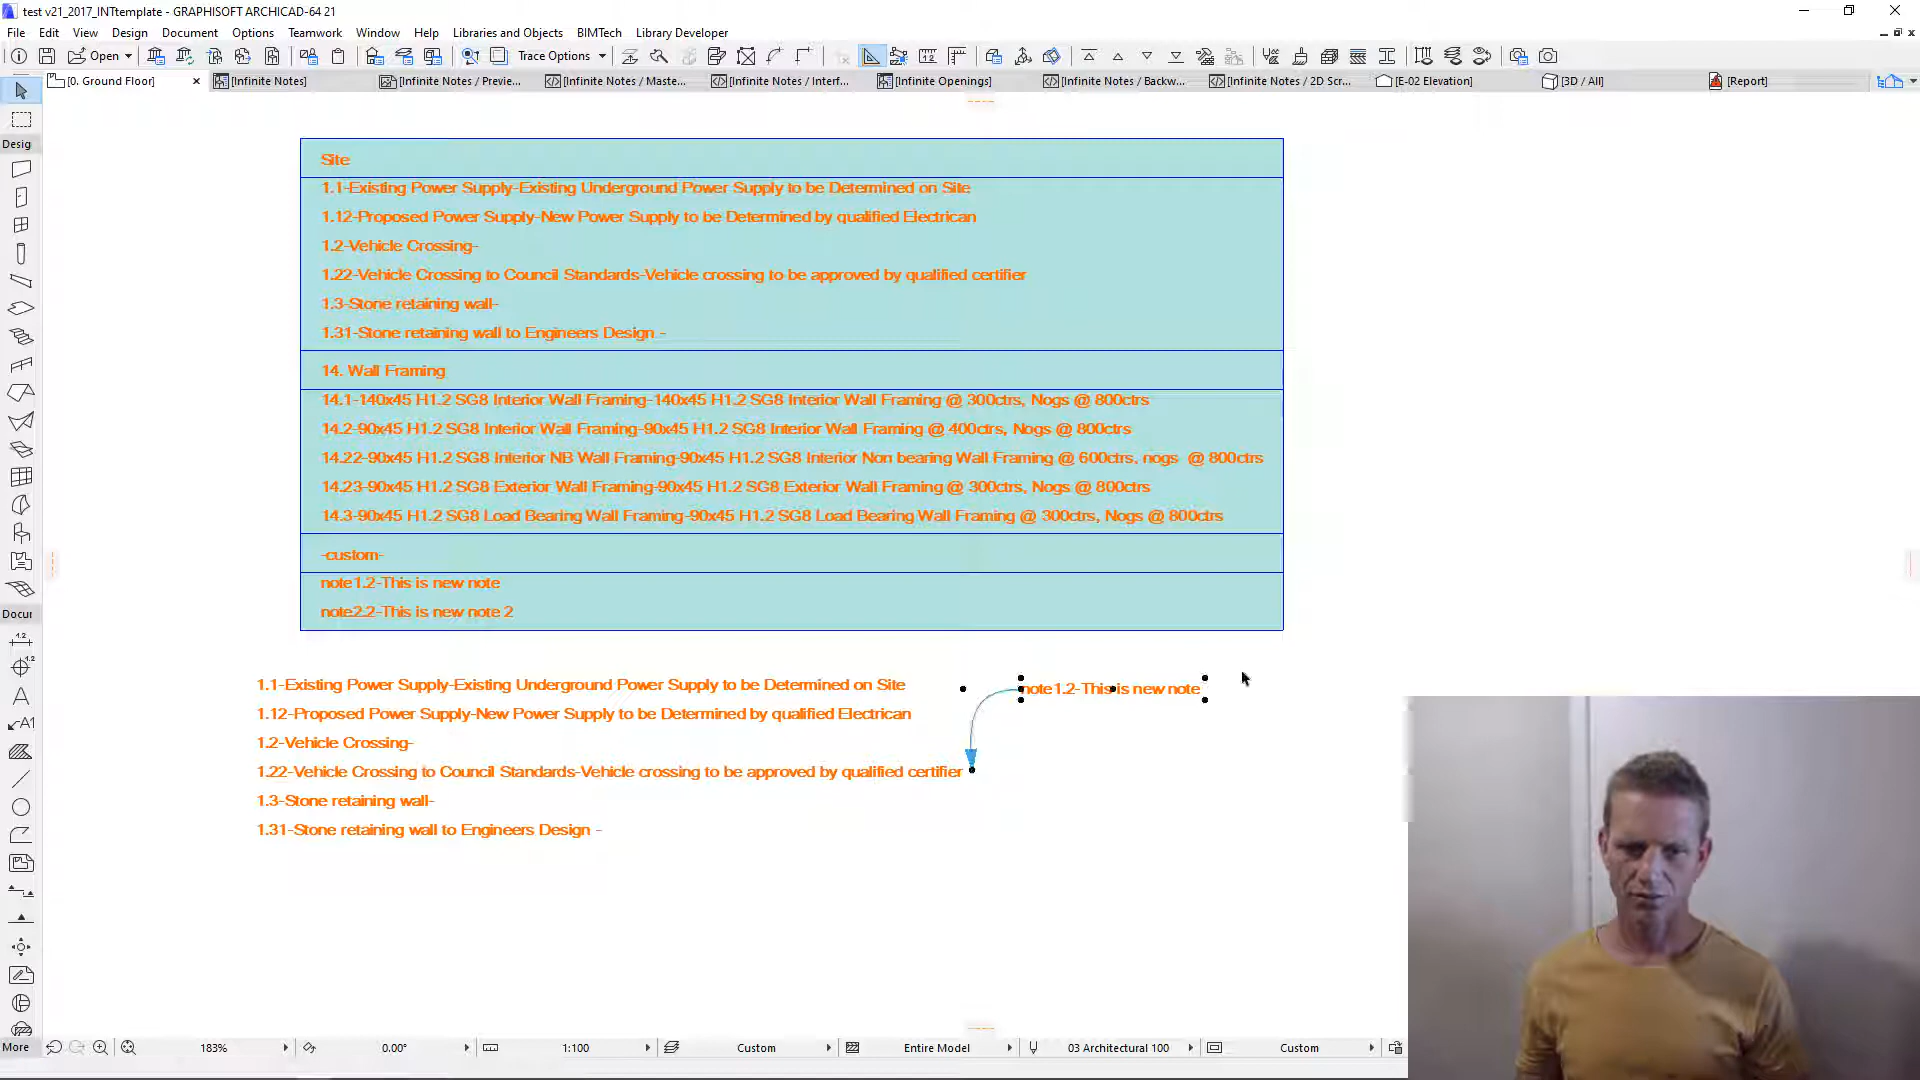 test v21_2017_INTtemplate - GRAPHISOFT ARCHICAD-64 21
File Edit View Design Document Options Teamwork Window Help Libraries and Objects BIMTech Library Developer
Open Trace Options
[0. Ground Floor] [Infinite Notes] [Infinite Notes / Previe... [Infinite Notes / Maste... [Infinite Notes / Interf... [Infinite Openings] [Infinite Notes / Backw... [Infinite Notes / 2D Scr... [E-02 Elevation] [3D / All] [Report]
Desig
Site
1.1-Existing Power Supply-Existing Underground Power Supply to be Determined on Site
1.12-Proposed Power Supply-New Power Supply to be Determined by qualified Electrican
1.2-Vehicle Crossing-
1.22-Vehicle Crossing to Council Standards-Vehicle crossing to be approved by qualified certifier
1.3-Stone retaining wall-
1.31-Stone retaining wall to Engineers Design -
14. Wall Framing
14.1-140x45 H1.2 SG8 Interior Wall Framing-140x45 H1.2 SG8 Interior Wall Framing @ 300ctrs, Nogs @ 800ctrs
14.2-90x45 H1.2 SG8 Interior Wall Framing-90x45 H1.2 SG8 Interior Wall Framing @ 400ctrs, Nogs @ 800ctrs
14.22-90x45 H1.2 SG8 Interior NB Wall Framing-90x45 H1.2 SG8 Interior Non bearing Wall Framing @ 600ctrs, nogs @ 800ctrs
14.23-90x45 H1.2 SG8 Exterior Wall Framing-90x45 H1.2 SG8 Exterior Wall Framing @ 300ctrs, Nogs @ 800ctrs
14.3-90x45 H1.2 SG8 Load Bearing Wall Framing-90x45 H1.2 SG8 Load Bearing Wall Framing @ 300ctrs, Nogs @ 800ctrs
-custom-
note1.2-This is new note
note2.2-This is new note 2
Docur
1.2
1.2
A
A1
1.1-Existing Power Supply-Existing Underground Power Supply to be Determined on Site
note1.2-This is new note
1.12-Proposed Power Supply-New Power Supply to be Determined by qualified Electrican
1.2-Vehicle Crossing-
1.22-Vehicle Crossing to Council Standards-Vehicle crossing to be approved by qualified certifier
1.3-Stone retaining wall-
1.31-Stone retaining wall to Engineers Design -
More 183% 0.00° 1:100 Custom Entire Model 03 Architectural 100 Custom